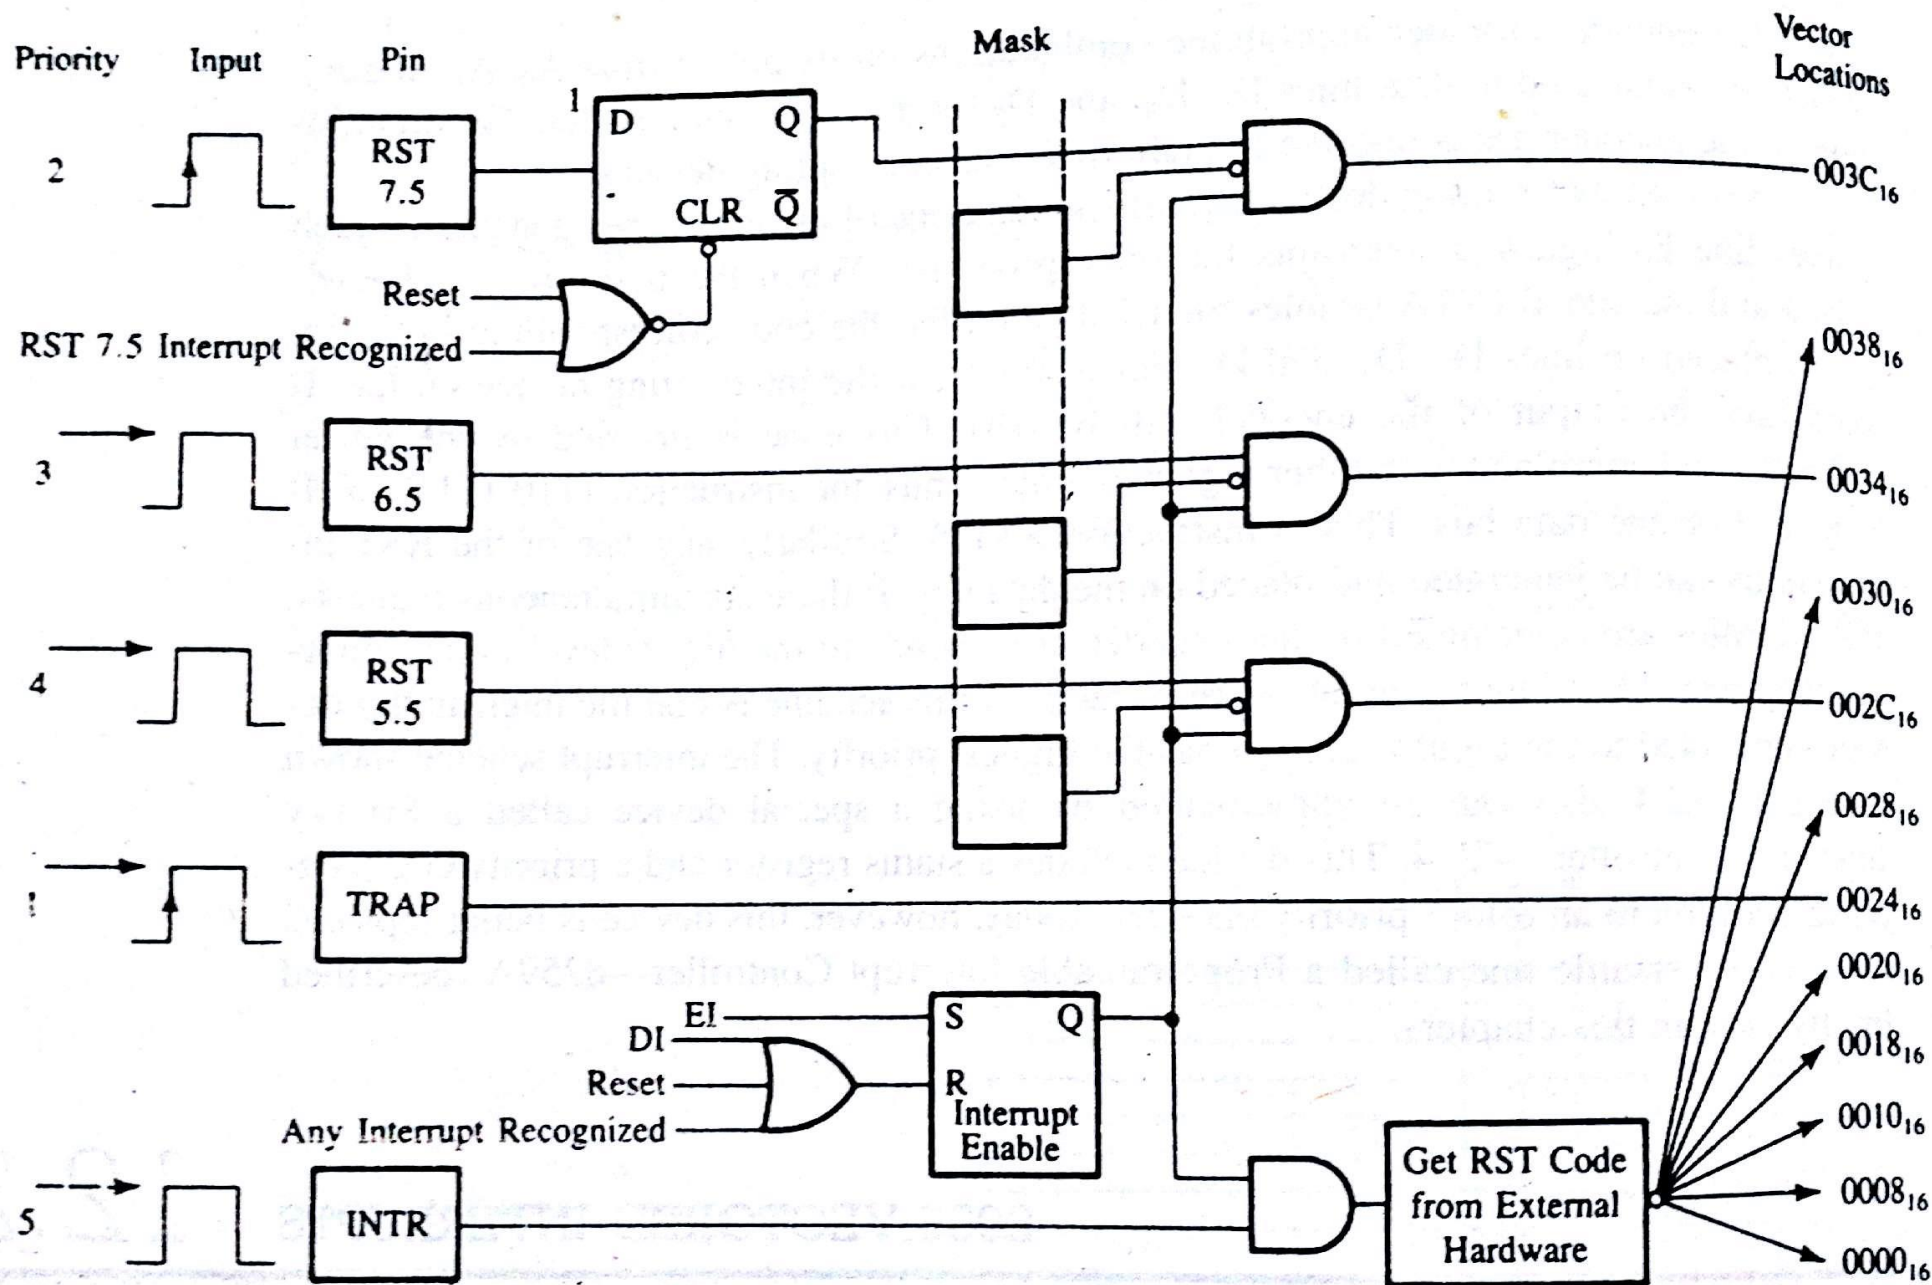 Priority Input Pin Mask Vector Locations
2
RST 7.5
1
D Q
CLR Q̅
003C₁₆
Reset
RST 7.5 Interrupt Recognized
0038₁₆
3
RST 6.5
0034₁₆
0030₁₆
4
RST 5.5
002C₁₆
0028₁₆
1
TRAP
0024₁₆
0020₁₆
EI
DI
Reset
Any Interrupt Recognized
S Q
R
Interrupt
Enable
0018₁₆
0010₁₆
5
INTR
Get RST Code
from External
Hardware
0008₁₆
0000₁₆